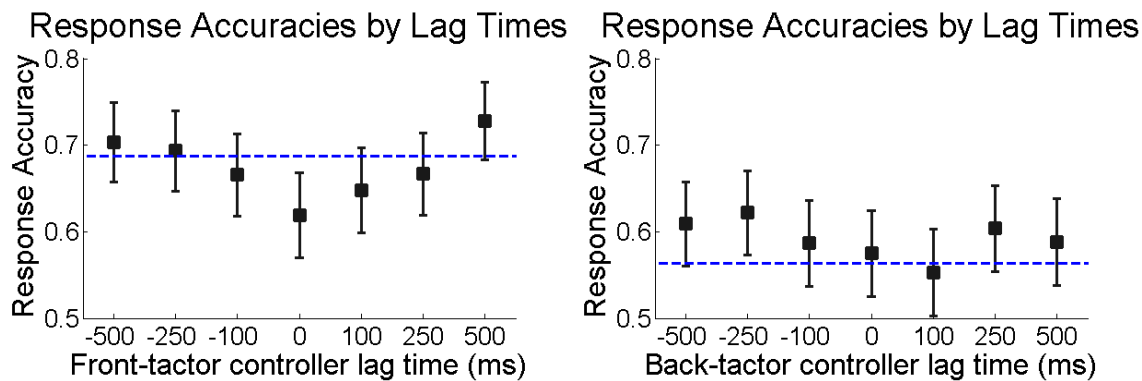 Response Accuracies by Lag Times
Response Accuracy
0.8
0.7
0.6
0.5
-500 -250 -100 0 100 250 500
Front-tactor controller lag time (ms)
Response Accuracies by Lag Times
Response Accuracy
0.8
0.7
0.6
0.5
-500 -250 -100 0 100 250 500
Back-tactor controller lag time (ms)